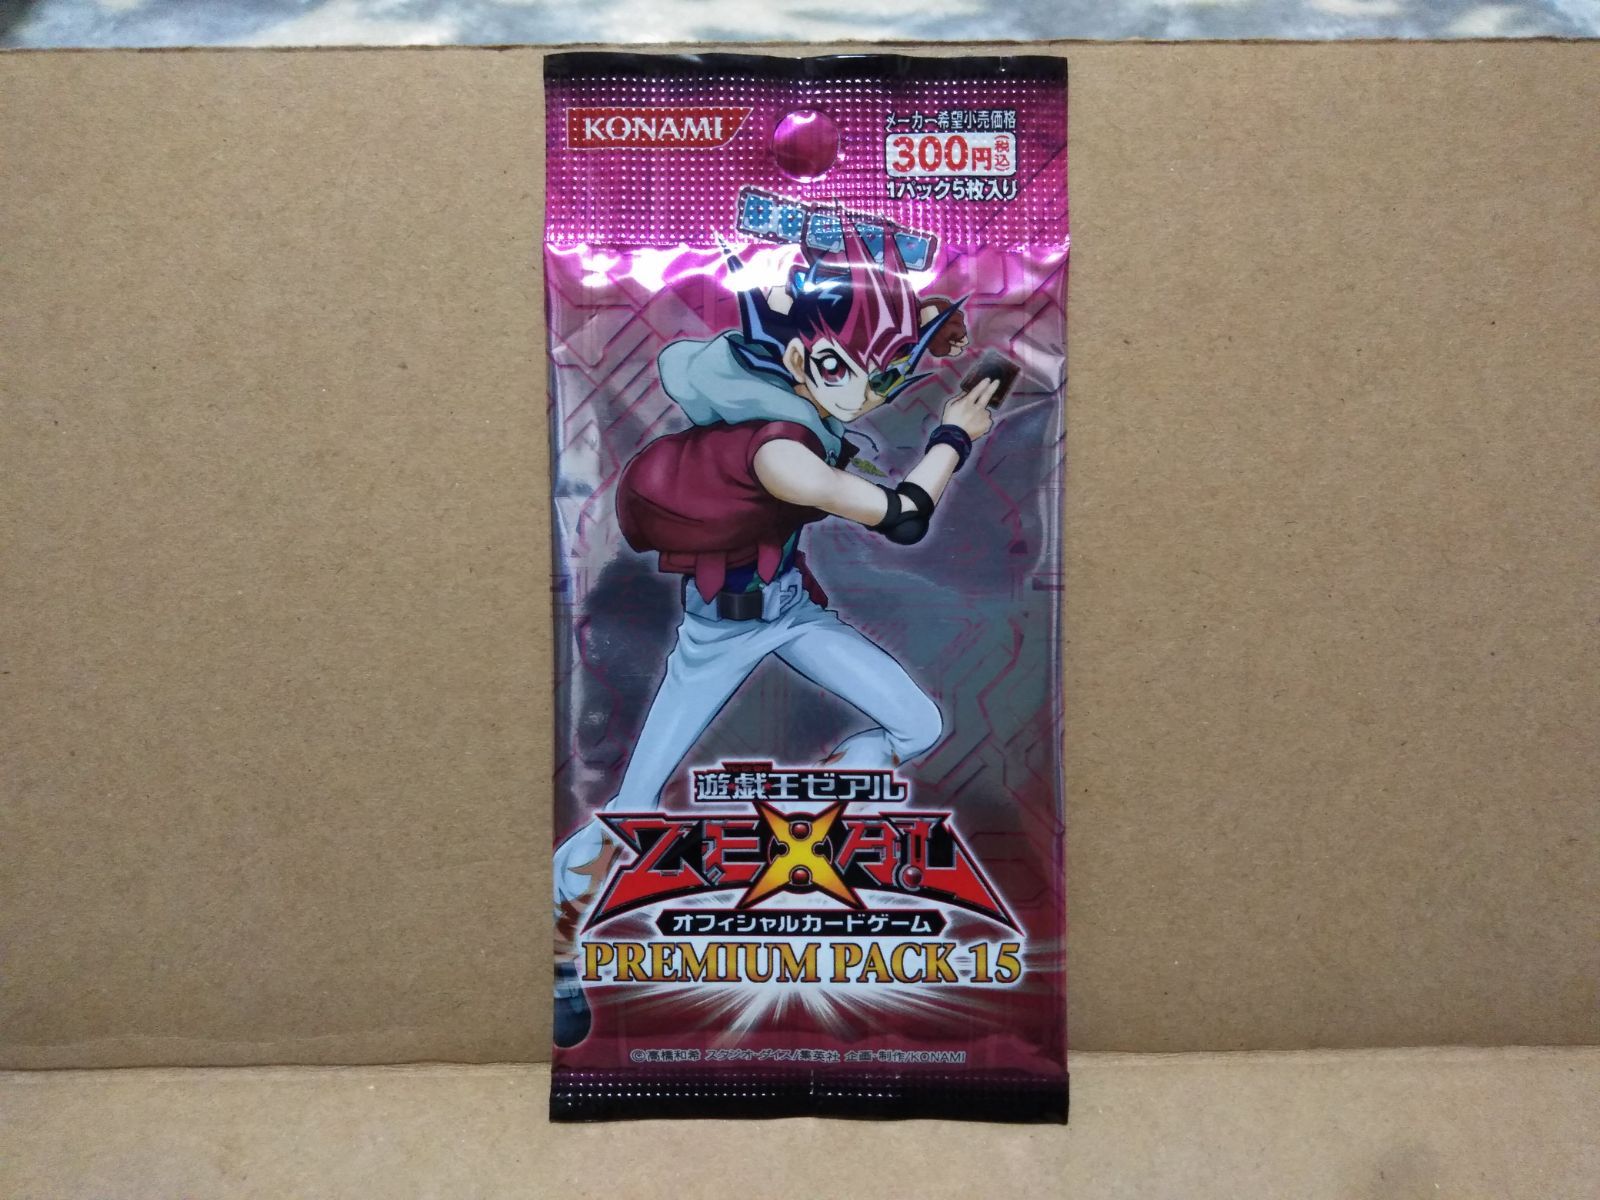 KONAMI
メーカー希望小売価格
300円(税込)
1パック5枚入り
遊戯王ゼアル
ZEXAL
オフィシャルカードゲーム
PREMIUM PACK 15
©高橋和希 スタジオ・ダイス/集英社 企画・制作/KONAMI